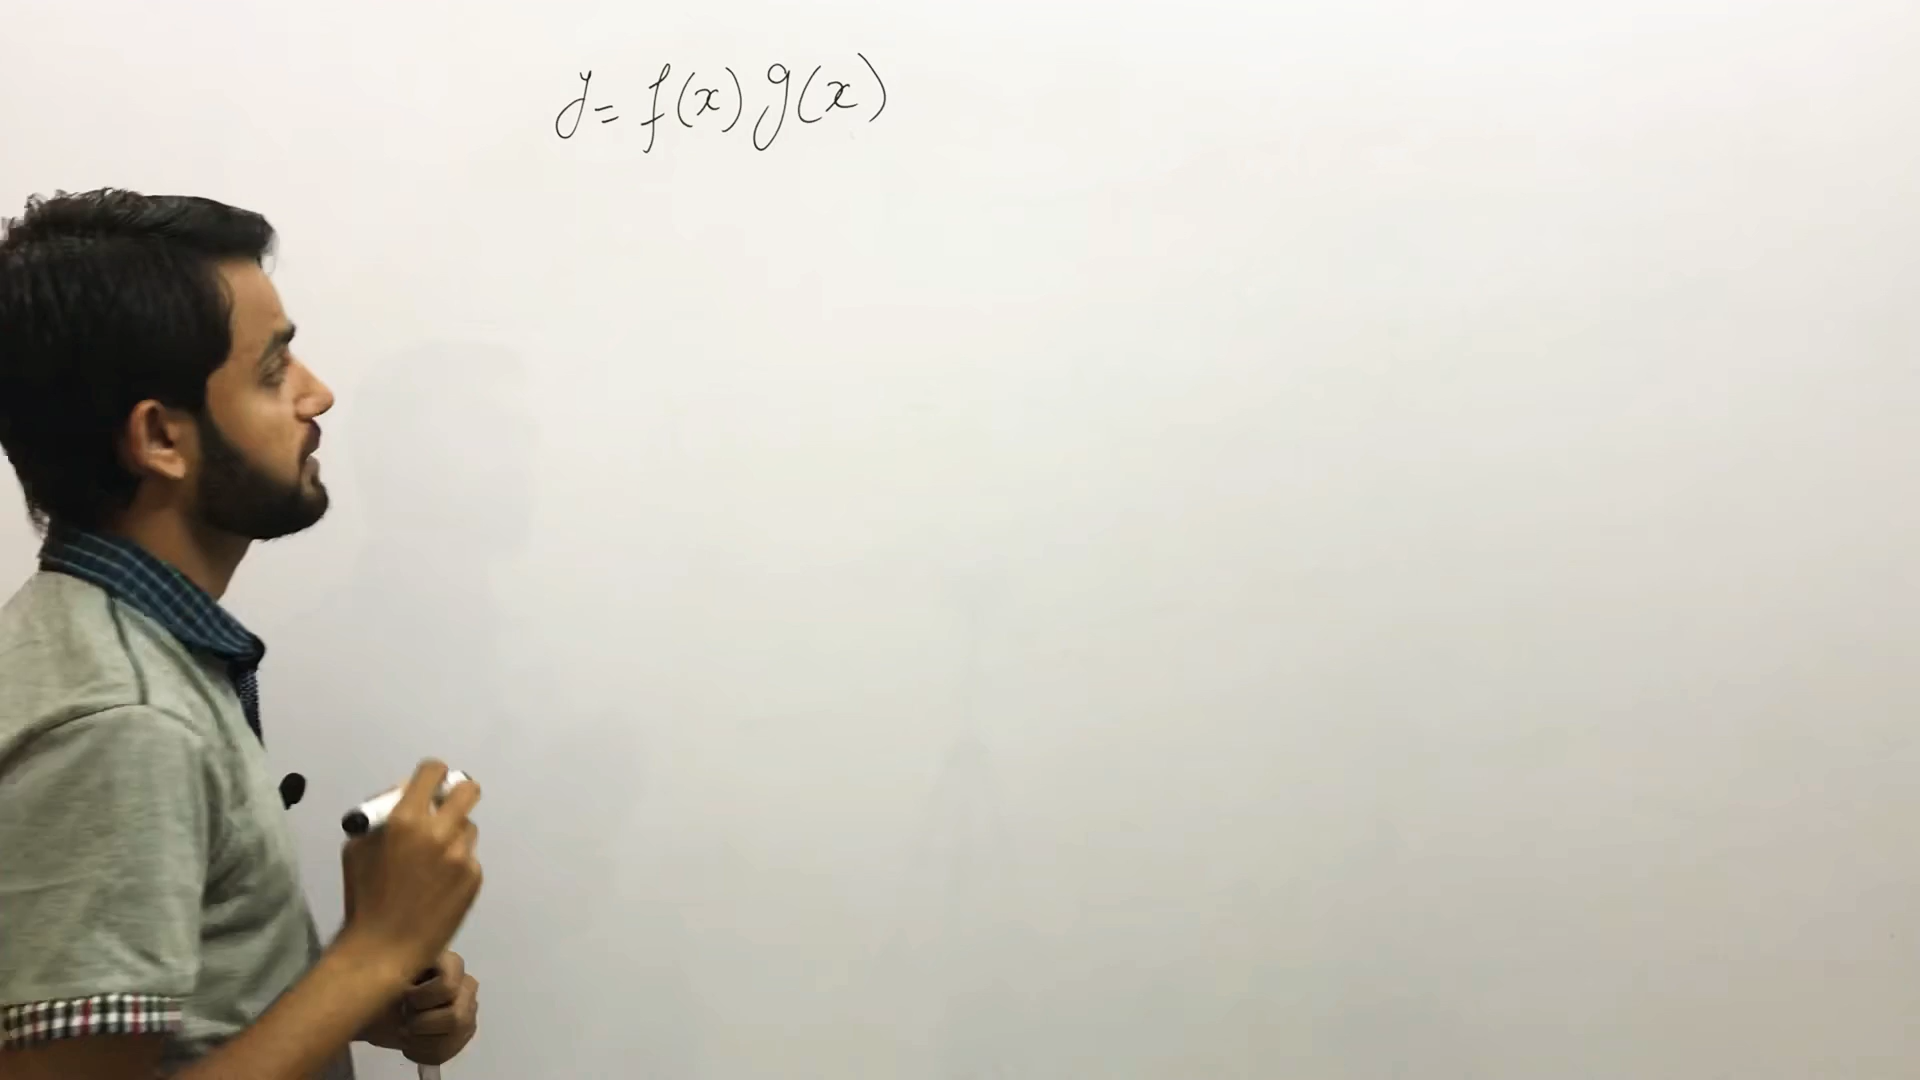 y = f(x) g(x)